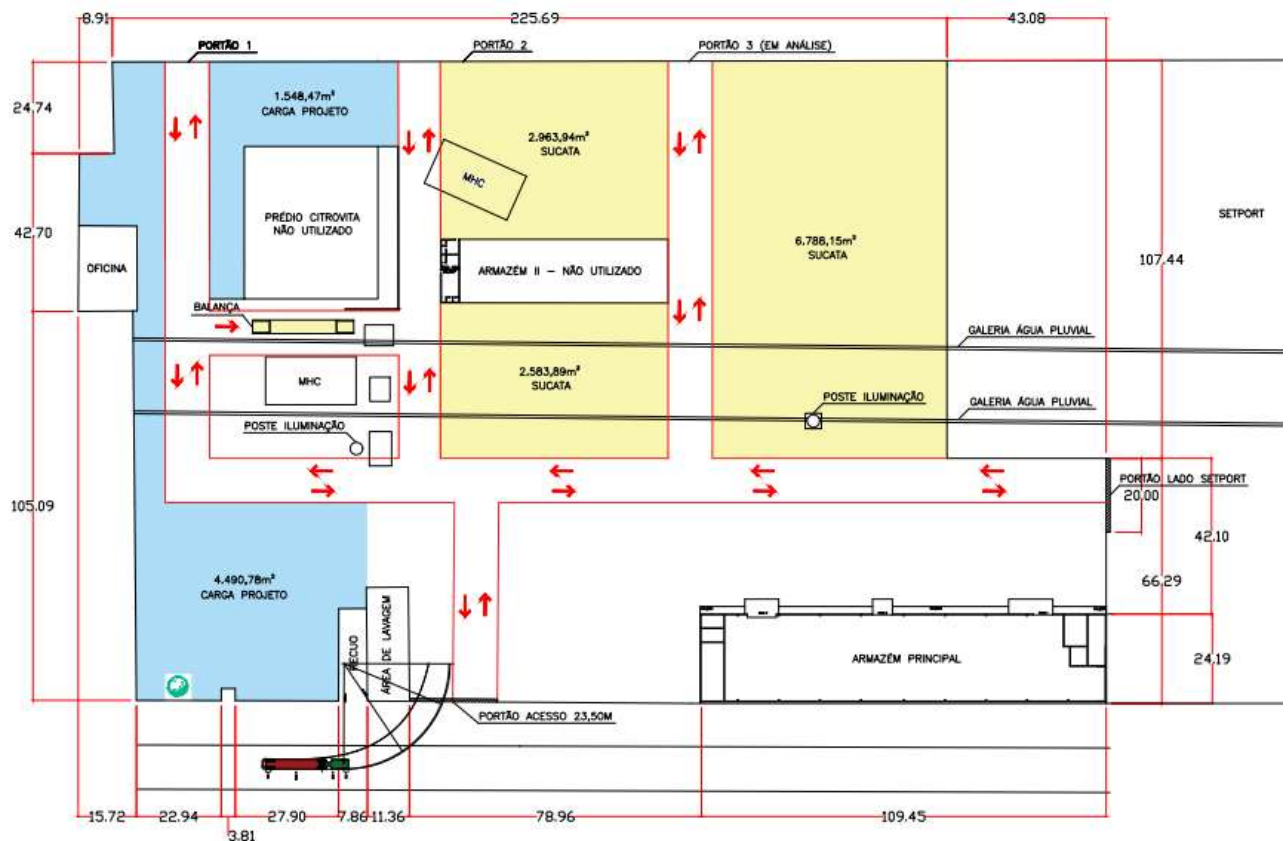 8.91
225.69
43.08
PORTÃO 1
PORTÃO 2
PORTÃO 3 (EM ANÁLISE)
24.74
1.548,47m²
CARGA PROJETO
2.963,94m²
SUCATA
MHC
PRÉDIO CITROVITA
NÃO UTILIZADO
SETPORT
42.70
6.788,15m²
SUCATA
107.44
OFICINA
ARMAZÉM II – NÃO UTILIZADO
BALANÇA
GALERIA ÁGUA PLUVIAL
MHC
2.583,89m²
SUCATA
POSTE ILUMINAÇÃO
GALERIA ÁGUA PLUVIAL
POSTE ILUMINAÇÃO
PORTÃO LADO SETPORT
20.00
105.09
42.10
4.490,78m²
CARGA PROJETO
66.29
RECUO
ÁREA DE LAVAGEM
ARMAZÉM PRINCIPAL
24.19
PORTÃO ACESSO 23,50M
15.72
22.94
3.81
27.90
7.86
11.36
78.96
109.45